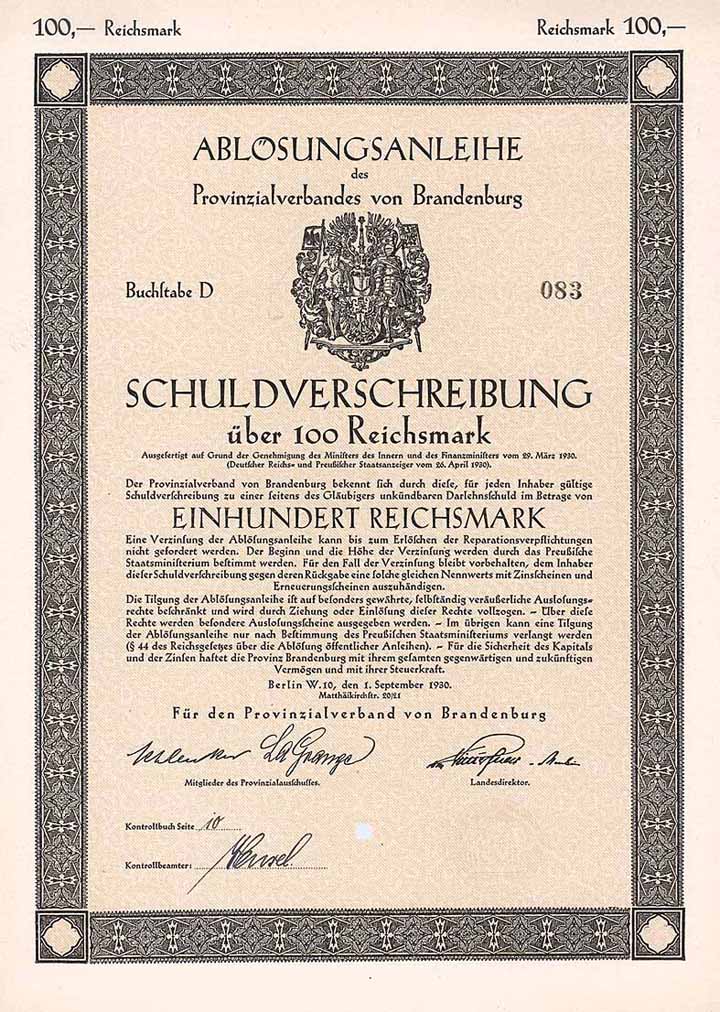 100,— Reichsmark
Reichsmark 100,—
ABLÖSUNGSANLEIHE
des
Provinzialverbandes von Brandenburg
Buchſtabe D
083
SCHULDVERSCHREIBUNG
über 100 Reichsmark
Ausgefertigt auf Grund der Genehmigung des Miniſters des Innern und des Finanzminiſters vom 29. März 1930.
(Deutſcher Reichs- und Preußiſcher Staatsanzeiger vom 26. April 1930).
Der Provinzialverband von Brandenburg bekennt ſich durch dieſe, für jeden Inhaber gültige
Schuldverſchreibung zu einer ſeitens des Gläubigers unkündbaren Darlehnsſchuld im Betrage von
EINHUNDERT REICHSMARK
Eine Verzinſung der Ablöſungsanleihe kann bis zum Erlöſchen der Reparationsverpflichtungen
nicht gefordert werden. Der Beginn und die Höhe der Verzinſung werden durch das Preußiſche
Staatsminiſterium beſtimmt werden. Für den Fall der Verzinſung bleibt vorbehalten, dem Inhaber
dieſer Schuldverſchreibung gegen deren Rückgabe eine ſolche gleichen Nennwerts mit Zinsſcheinen und
Erneuerungsſcheinen auszuhändigen.
Die Tilgung der Ablöſungsanleihe iſt auf beſonders gewährte, ſelbſtändig veräußerliche Ausloſungs-
rechte beſchränkt und wird durch Ziehung oder Einlöſung dieſer Rechte vollzogen. – Über dieſe
Rechte werden beſondere Ausloſungsſcheine ausgegeben werden. – Im übrigen kann eine Tilgung
der Ablöſungsanleihe nur nach Beſtimmung des Preußiſchen Staatsminiſteriums verlangt werden
(§ 44 des Reichsgeſetzes über die Ablöſung öffentlicher Anleihen). – Für die Sicherheit des Kapitals
und der Zinſen haftet die Provinz Brandenburg mit ihrem geſamten gegenwärtigen und zukünftigen
Vermögen und mit ihrer Steuerkraft.
Berlin W.10, den 1. September 1930.
Matthäikirchſtr. 20/21
Für den Provinzialverband von Brandenburg
La Grange
Mitglieder des Provinzialausſchuſſes.
Landesdirektor.
Kontrollbuch Seite 10
Kontrollbeamter: